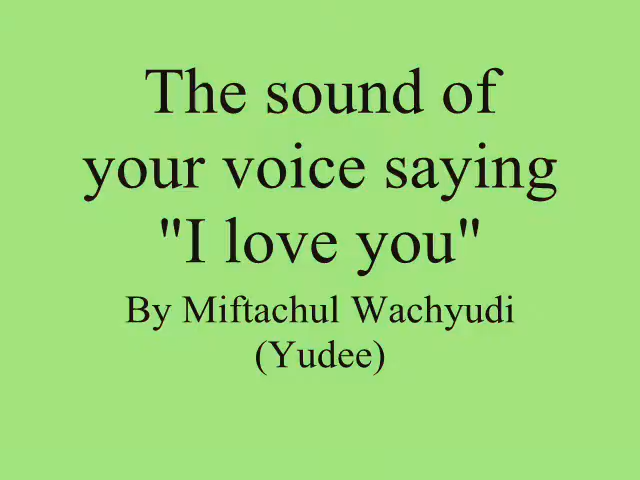 The sound of
your voice saying
"I love you"
By Miftachul Wachyudi
(Yudee)